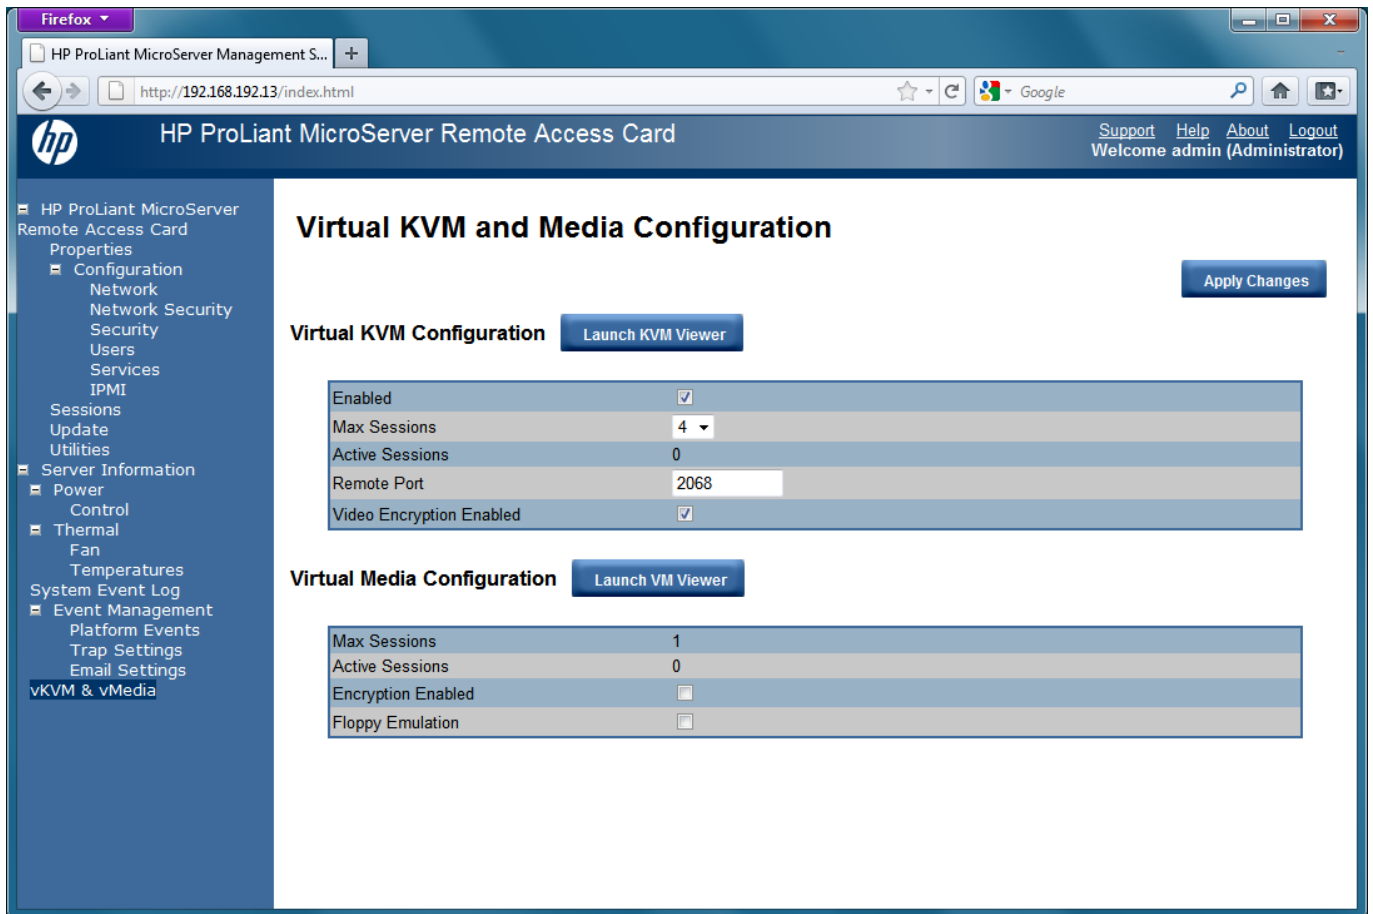 Firefox
HP ProLiant MicroServer Management S...
http://192.168.192.13/index.html
Google
hp
HP ProLiant MicroServer Remote Access Card
Support Help About Logout
Welcome admin (Administrator)
HP ProLiant MicroServer
Remote Access Card
Properties
Configuration
Network
Network Security
Security
Users
Services
IPMI
Sessions
Update
Utilities
Server Information
Power
Control
Thermal
Fan
Temperatures
System Event Log
Event Management
Platform Events
Trap Settings
Email Settings
vKVM & vMedia
Virtual KVM and Media Configuration
Apply Changes
Virtual KVM Configuration Launch KVM Viewer
Enabled
Max Sessions 4
Active Sessions 0
Remote Port 2068
Video Encryption Enabled
Virtual Media Configuration Launch VM Viewer
Max Sessions 1
Active Sessions 0
Encryption Enabled
Floppy Emulation